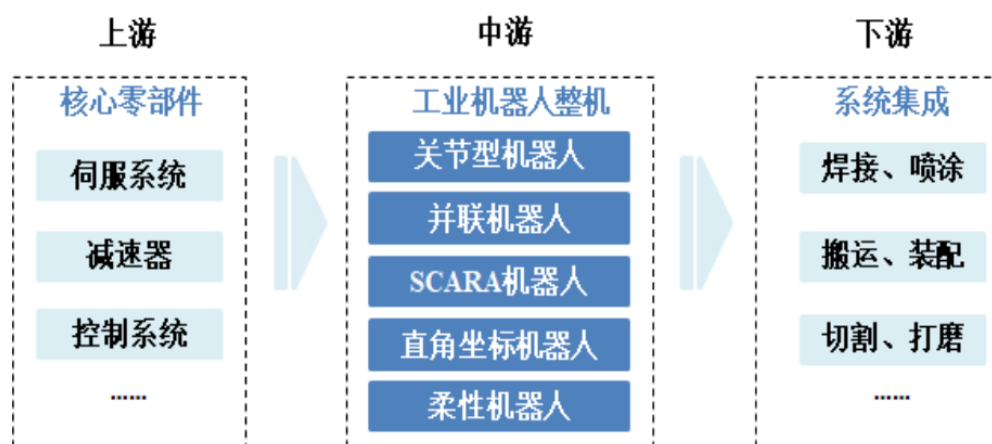 上游
核心零部件
伺服系统
减速器
控制系统
......
中游
工业机器人整机
关节型机器人
并联机器人
SCARA机器人
直角坐标机器人
柔性机器人
下游
系统集成
焊接、喷涂
搬运、装配
切割、打磨
......